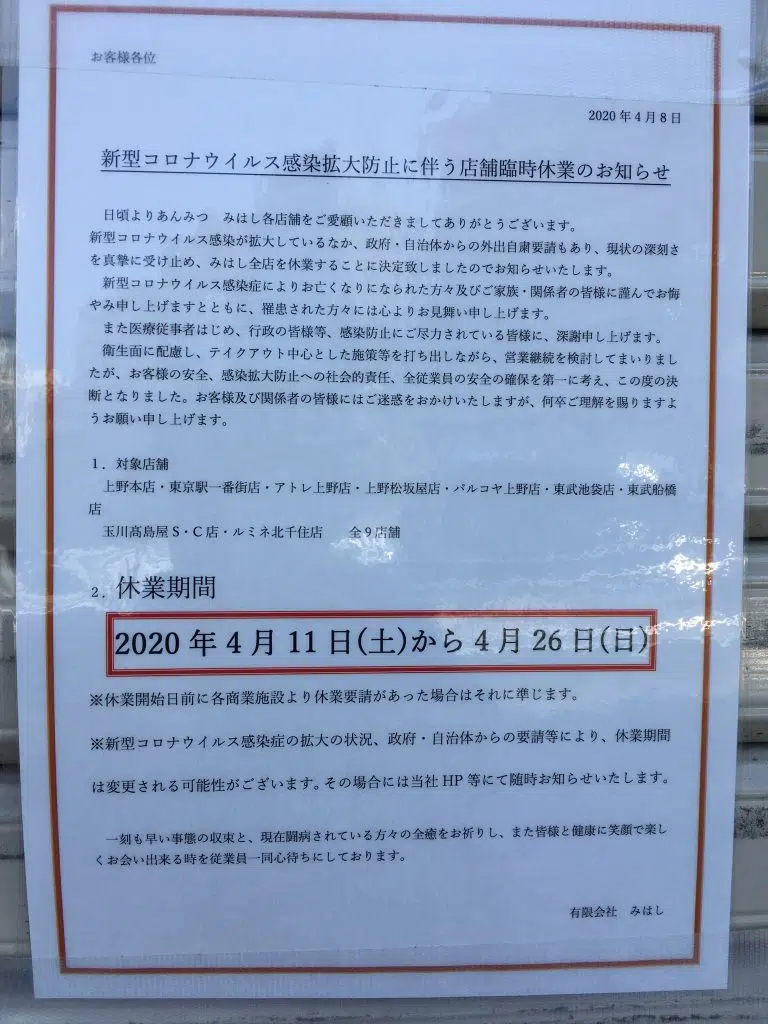 お客様各位
2020年4月8日
新型コロナウイルス感染拡大防止に伴う店舗臨時休業のお知らせ
日頃よりあんみつ　みはし各店舗をご愛顧いただきましてありがとうございます。
新型コロナウイルス感染が拡大しているなか、政府・自治体からの外出自粛要請もあり、現状の深刻さ
を真摯に受け止め、みはし全店を休業することに決定致しましたのでお知らせいたします。
新型コロナウイルス感染症によりお亡くなりになられた方々及びご家族・関係者の皆様に謹んでお悔
やみ申し上げますとともに、罹患された方々には心よりお見舞い申し上げます。
また医療従事者はじめ、行政の皆様等、感染防止にご尽力されている皆様に、深謝申し上げます。
衛生面に配慮し、テイクアウト中心とした施策等を打ち出しながら、営業継続を検討してまいりまし
たが、お客様の安全、感染拡大防止への社会的責任、全従業員の安全の確保を第一に考え、この度の決
断となりました。お客様及び関係者の皆様にはご迷惑をおかけいたしますが、何卒ご理解を賜りますよ
うお願い申し上げます。
1．対象店舗
上野本店・東京駅一番街店・アトレ上野店・上野松坂屋店・パルコヤ上野店・東武池袋店・東武船橋
店
玉川髙島屋S・C店・ルミネ北千住店　　全9店舗
2．休業期間
2020年4月11日(土)から4月26日(日)
※休業開始日前に各商業施設より休業要請があった場合はそれに準じます。
※新型コロナウイルス感染症の拡大の状況、政府・自治体からの要請等により、休業期間
は変更される可能性がございます。その場合には当社HP等にて随時お知らせいたします。
一刻も早い事態の収束と、現在闘病されている方々の全癒をお祈りし、また皆様と健康に笑顔で楽し
くお会い出来る時を従業員一同心待ちにしております。
有限会社　みはし